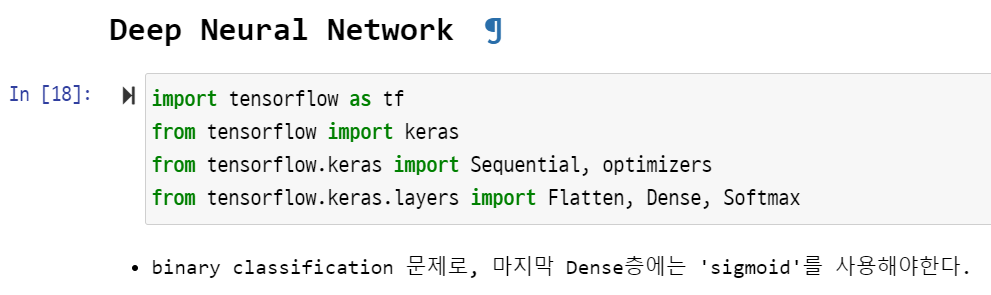 Deep Neural Network ¶
In [18]:
import tensorflow as tf
from tensorflow import keras
from tensorflow.keras import Sequential, optimizers
from tensorflow.keras.layers import Flatten, Dense, Softmax
• binary classification 문제로, 마지막 Dense층에는 'sigmoid'를 사용해야한다.